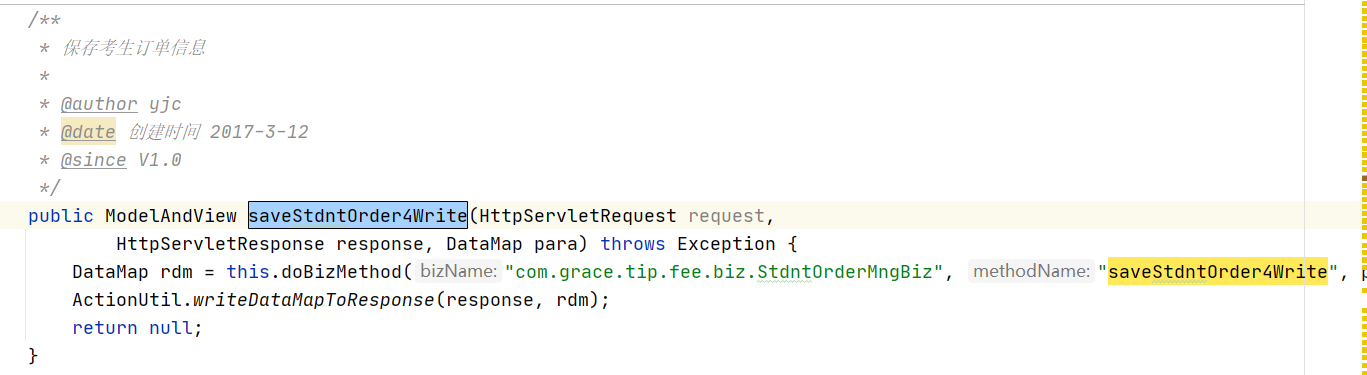 /**
 * 保存考生订单信息
 *
 * @author yjc
 * @date 创建时间 2017-3-12
 * @since V1.0
 */
public ModelAndView saveStdntOrder4Write(HttpServletRequest request,
        HttpServletResponse response, DataMap para) throws Exception {
    DataMap rdm = this.doBizMethod( bizName: "com.grace.tip.fee.biz.StdntOrderMngBiz", methodName: "saveStdntOrder4Write",
    ActionUtil.writeDataMapToResponse(response, rdm);
    return null;
}